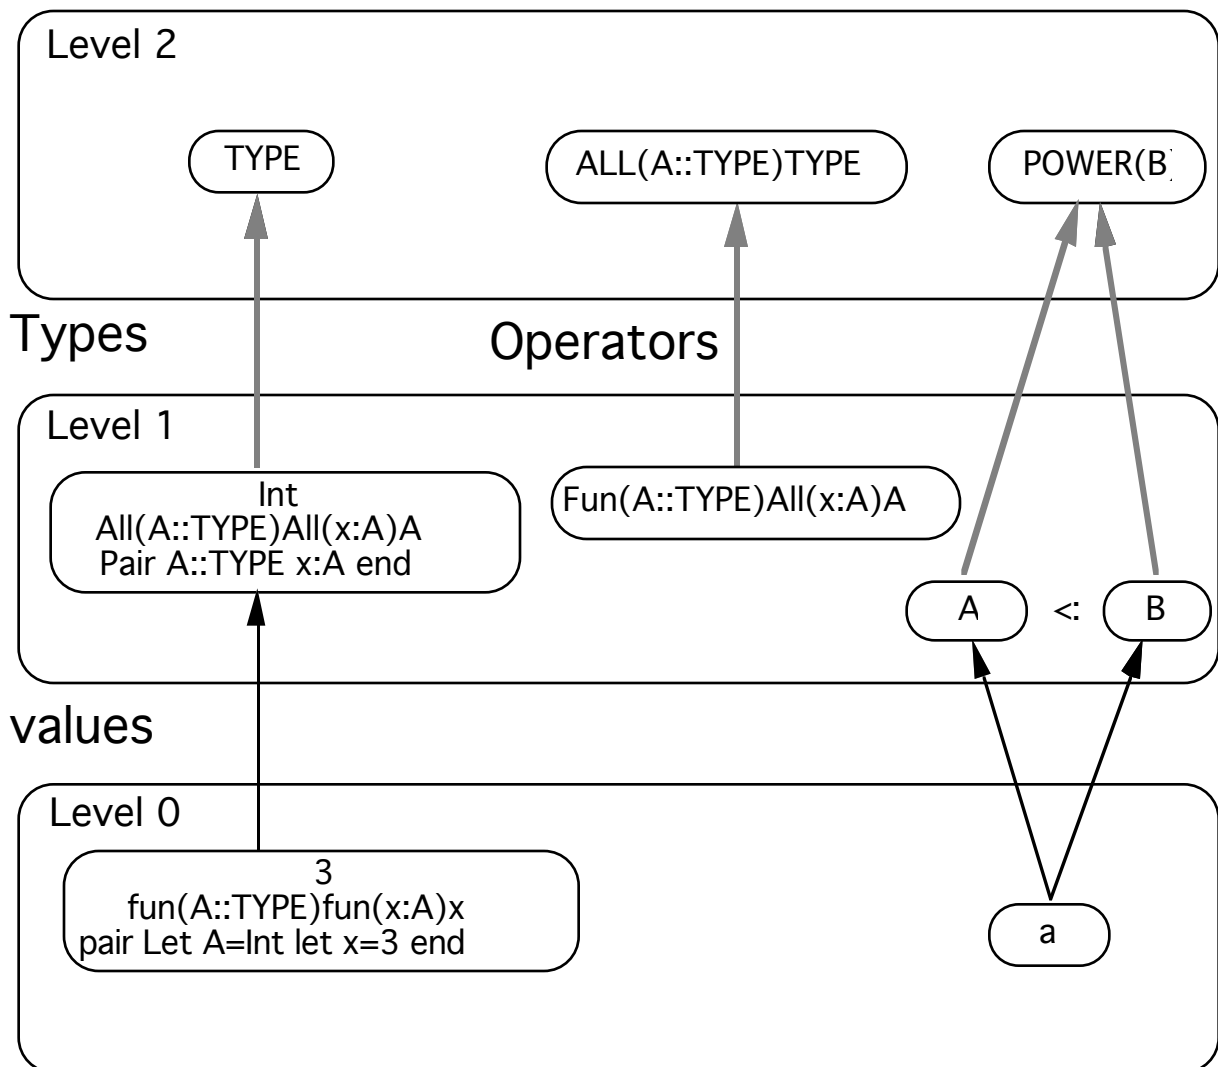 Level 2
TYPE
ALL(A::TYPE)TYPE
POWER(B)
Types
Operators
Level 1
Int
All(A::TYPE)All(x:A)A
Pair A::TYPE x:A end
Fun(A::TYPE)All(x:A)A
A <: B
values
Level 0
3
fun(A::TYPE)fun(x:A)x
pair Let A=Int let x=3 end
a